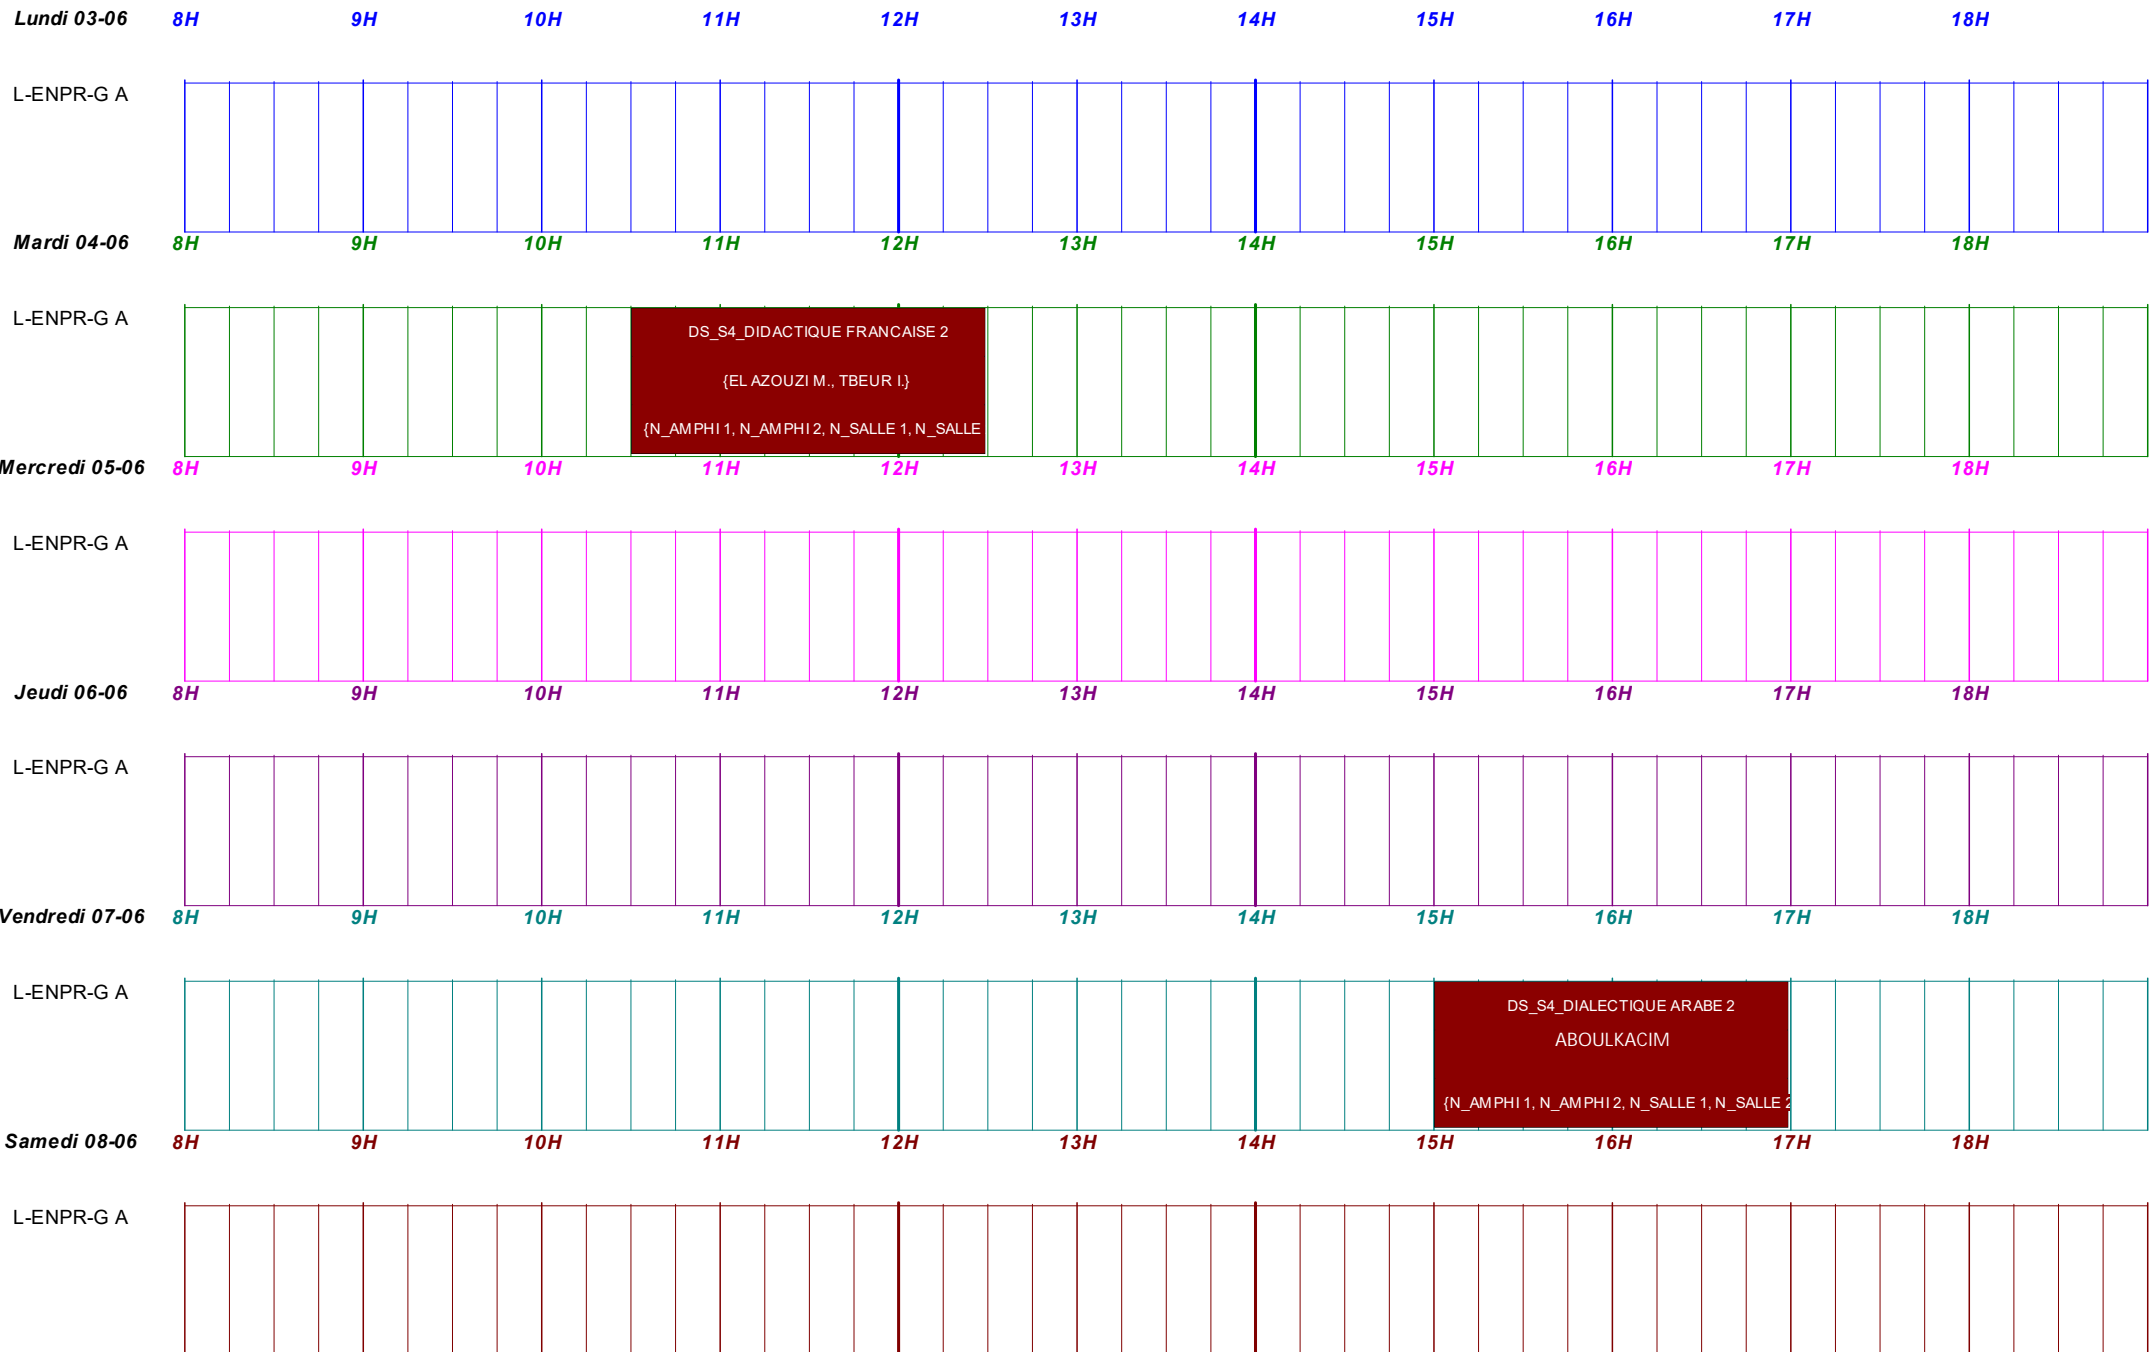 Lundi 03-06 8H 9H 10H 11H 12H 13H 14H 15H 16H 17H 18H
L-ENPR-G A
Mardi 04-06 8H 9H 10H 11H 12H 13H 14H 15H 16H 17H 18H
L-ENPR-G A
DS_S4_DIDACTIQUE FRANCAISE 2
{EL AZOUZI M., TBEUR I.}
{N_AMPHI 1, N_AMPHI 2, N_SALLE 1, N_SALLE
Mercredi 05-06 8H 9H 10H 11H 12H 13H 14H 15H 16H 17H 18H
L-ENPR-G A
Jeudi 06-06 8H 9H 10H 11H 12H 13H 14H 15H 16H 17H 18H
L-ENPR-G A
Vendredi 07-06 8H 9H 10H 11H 12H 13H 14H 15H 16H 17H 18H
L-ENPR-G A
DS_S4_DIALECTIQUE ARABE 2
ABOULKACIM
{N_AMPHI 1, N_AMPHI 2, N_SALLE 1, N_SALLE 2
Samedi 08-06 8H 9H 10H 11H 12H 13H 14H 15H 16H 17H 18H
L-ENPR-G A